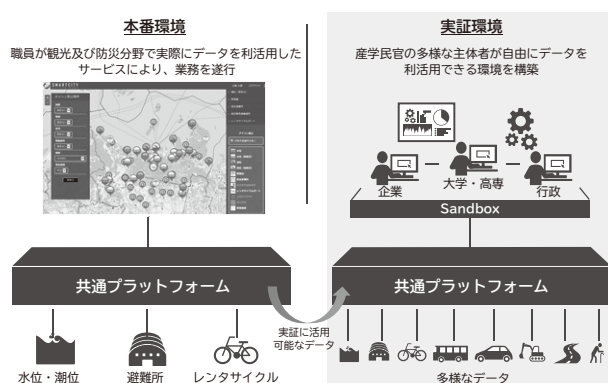 本番環境
職員が観光及び防災分野で実際にデータを利活用した
サービスにより、業務を遂行
SMARTCITY
共通プラットフォーム
水位・潮位
避難所
レンタサイクル
実証に活用
可能なデータ
実証環境
産学民官の多様な主体者が自由にデータを
利活用できる環境を構築
企業
大学・高専
行政
Sandbox
共通プラットフォーム
多様なデータ